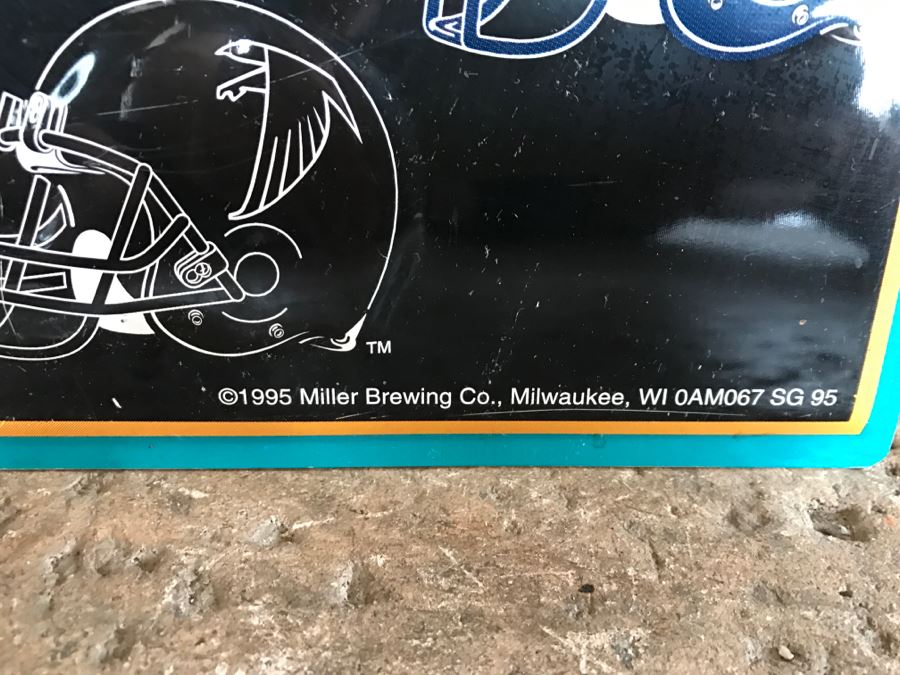 TM
©1995 Miller Brewing Co., Milwaukee, WI 0AM067 SG 95